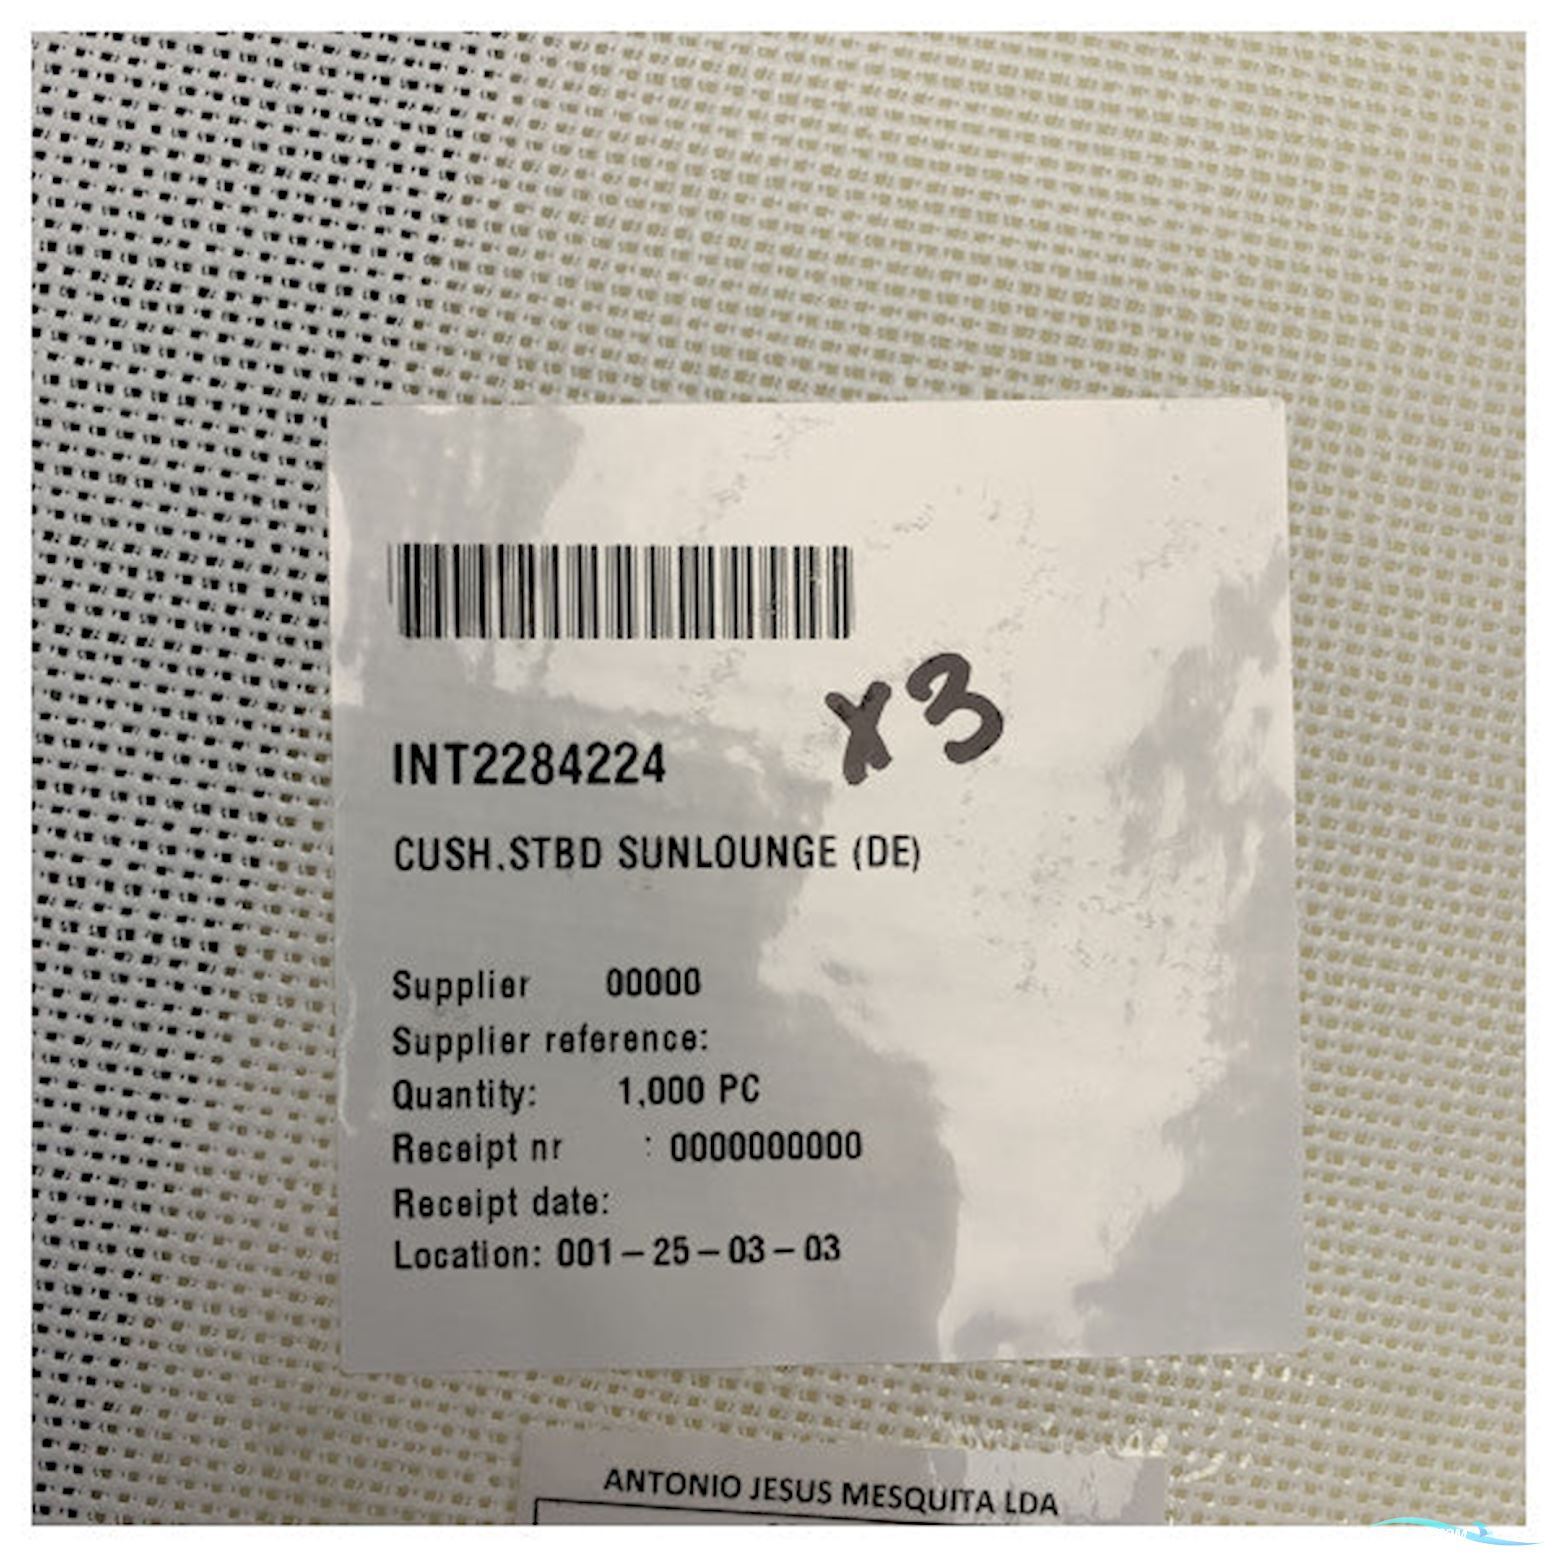 X3
INT2284224
CUSH.STBD SUNLOUNGE (DE)
Supplier 00000
Supplier reference:
Quantity: 1,000 PC
Receipt nr : 0000000000
Receipt date:
Location: 001-25-03-03
ANTONIO JESUS MESQUITA LDA